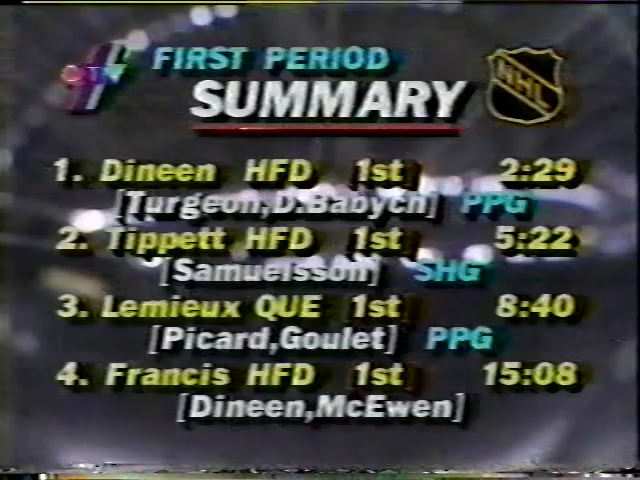 FIRST PERIOD
SUMMARY
NHL
1. Dineen HFD 1st 2:29
[Turgeon,D.Babych] PPG
2. Tippett HFD 1st 5:22
[Samuelsson] SHG
3. Lemieux QUE 1st 8:40
[Picard,Goulet] PPG
4. Francis HFD 1st 15:08
[Dineen,McEwen]